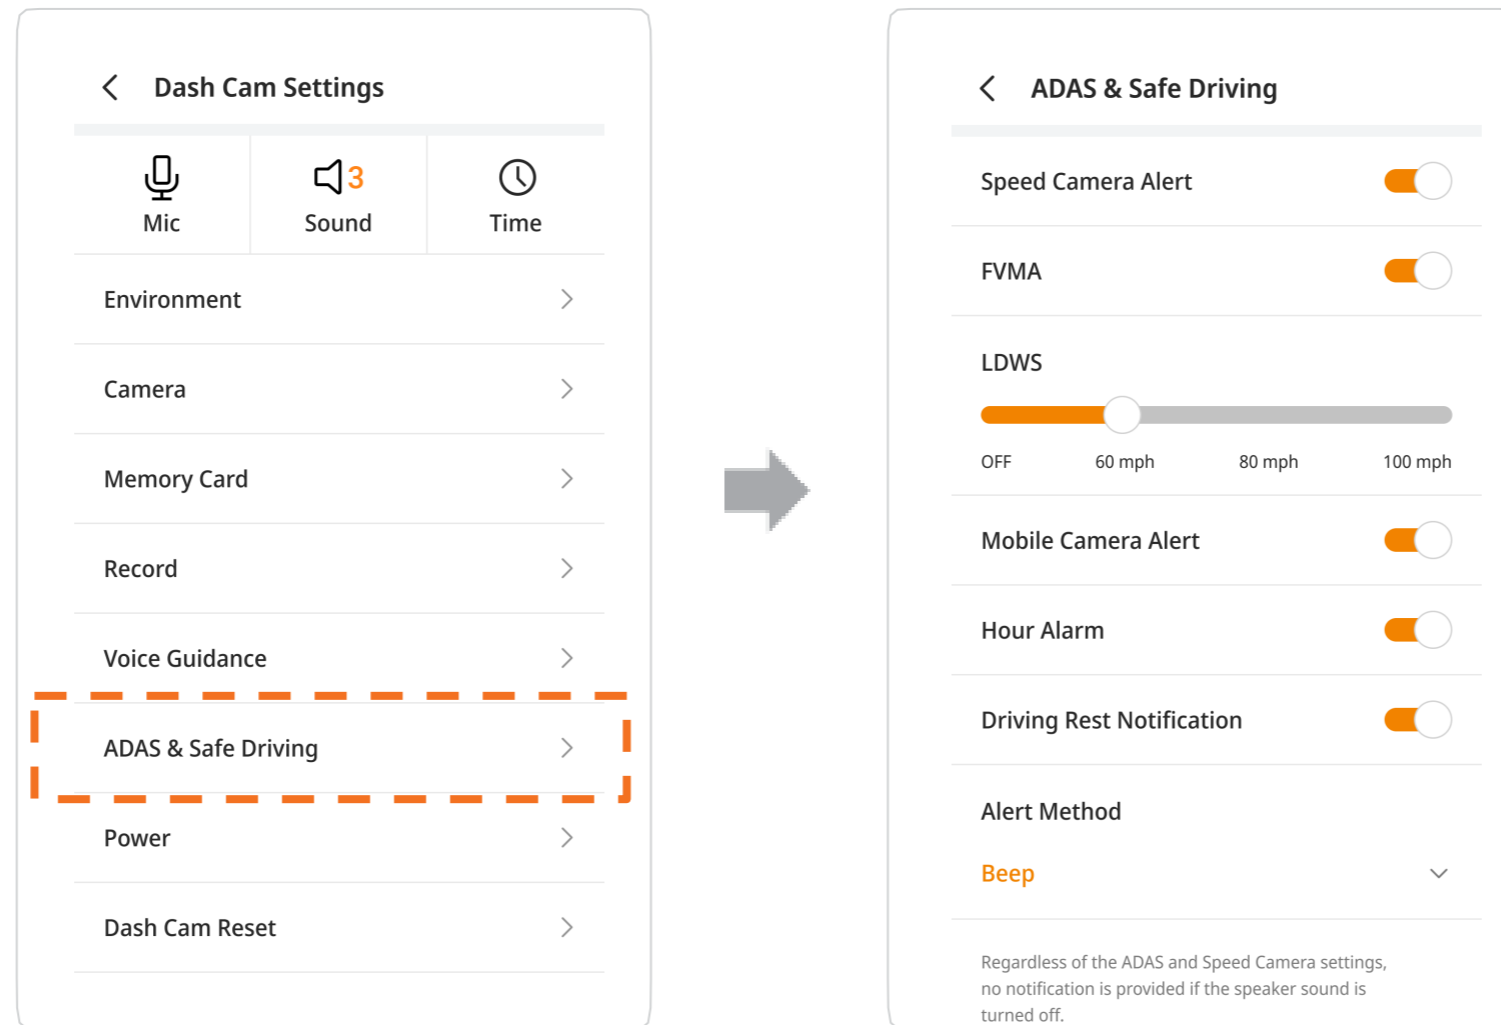 Dash Cam Settings
3
Mic
Sound
Time
Environment
Camera
Memory Card
Record
Voice Guidance
ADAS & Safe Driving
Power
Dash Cam Reset
ADAS & Safe Driving
Speed Camera Alert
FVMA
LDWS
OFF 60 mph 80 mph 100 mph
Mobile Camera Alert
Hour Alarm
Driving Rest Notification
Alert Method
Beep
Regardless of the ADAS and Speed Camera settings,
no notification is provided if the speaker sound is
turned off.